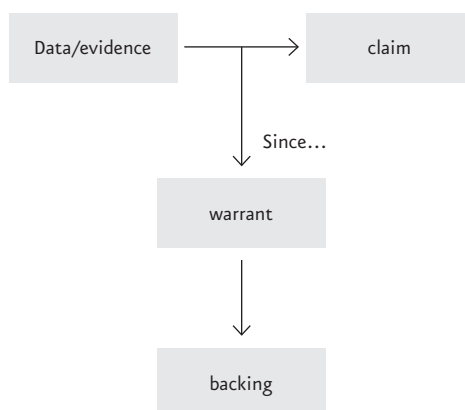 Data/evidence
claim
Since...
warrant
backing